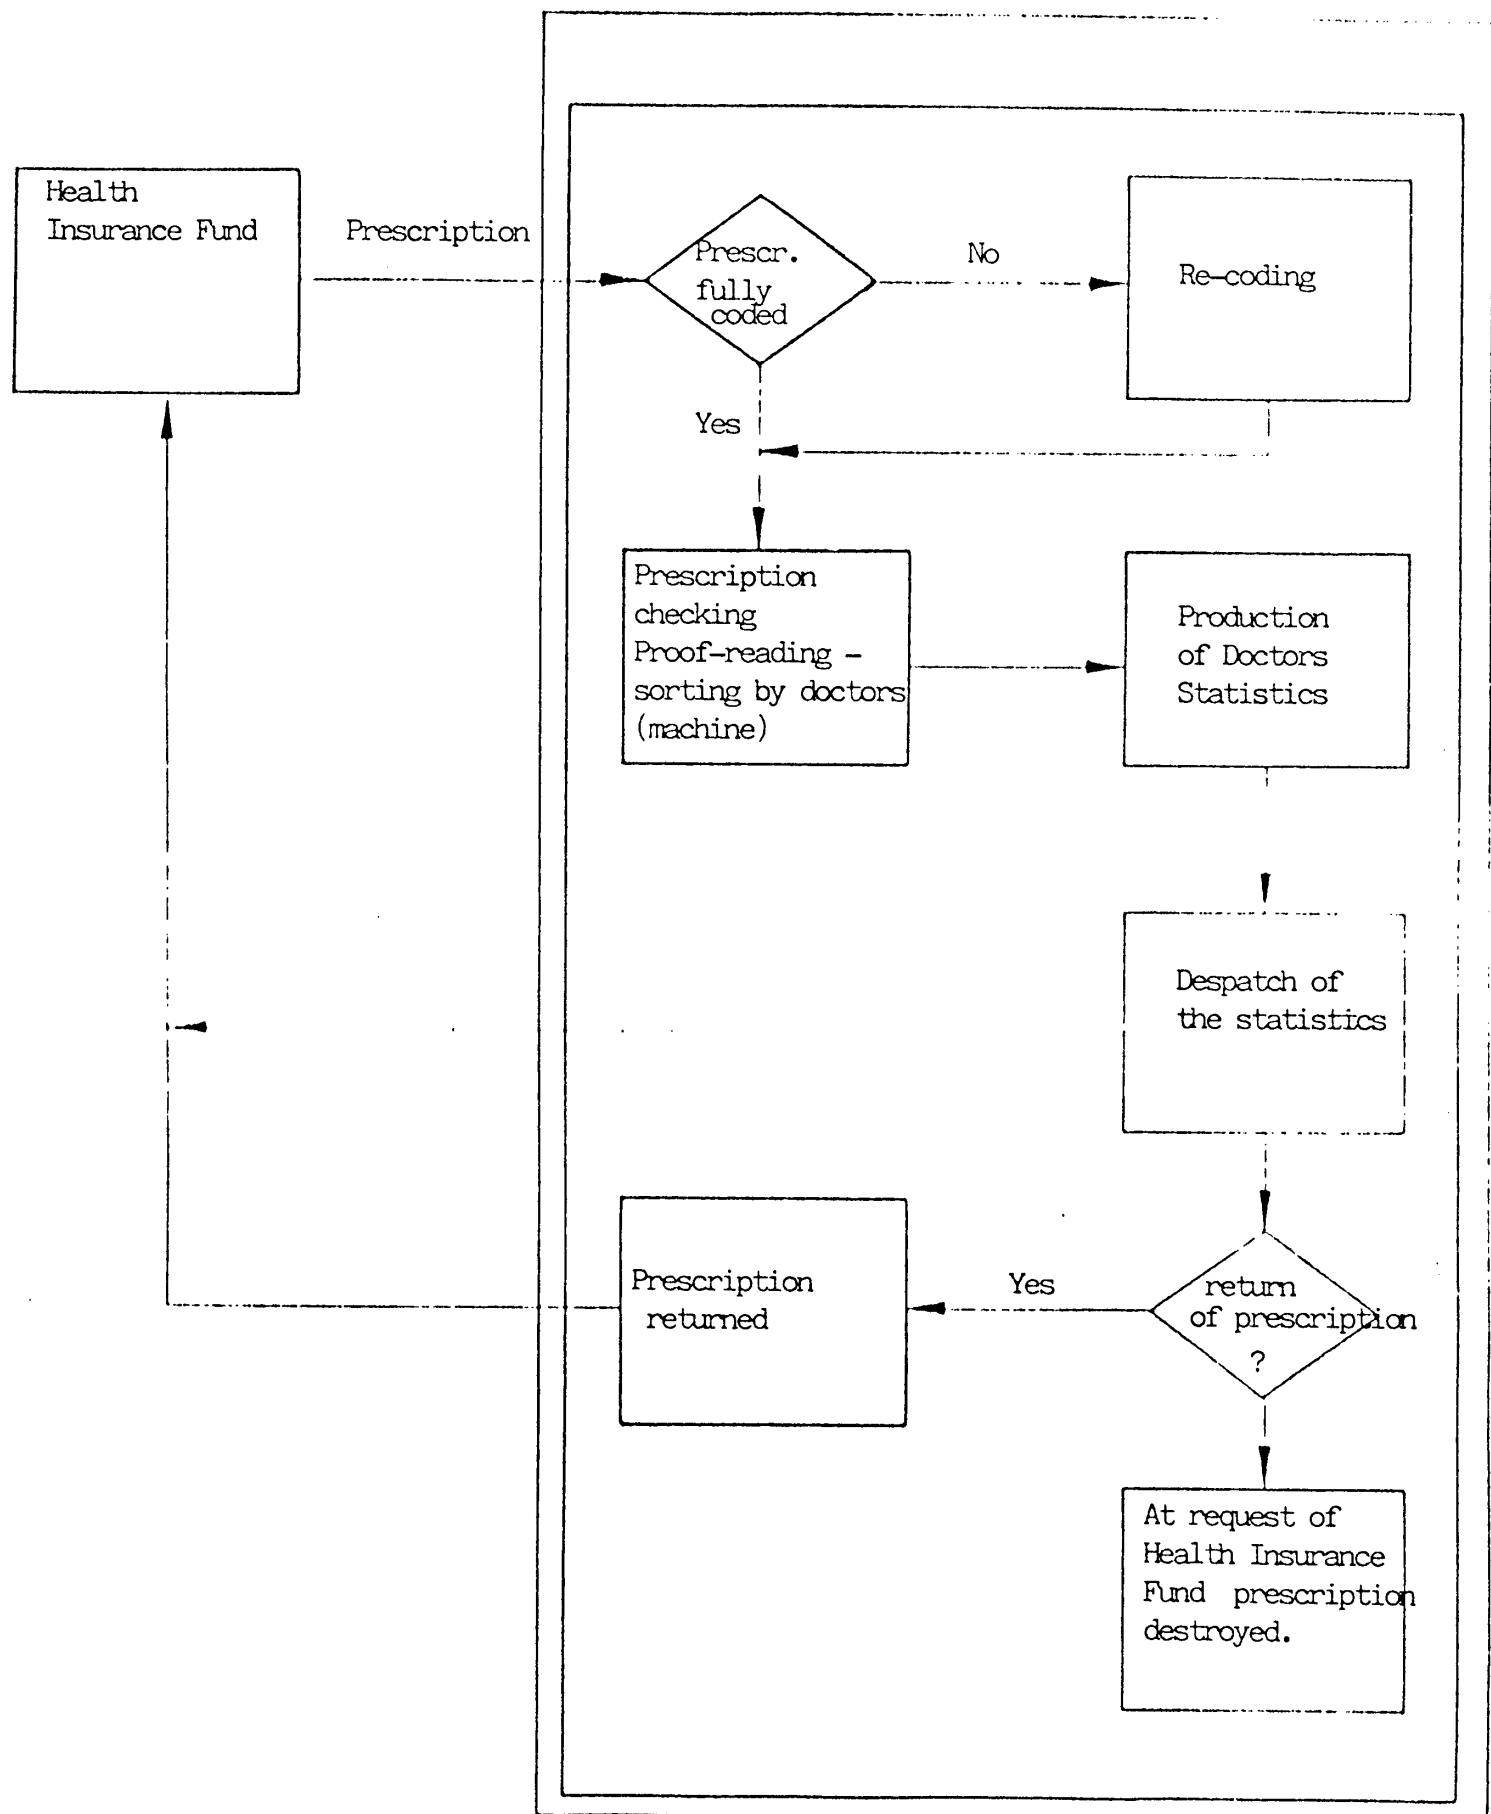 Health
Insurance Fund
Prescription
Prescr.
fully
coded
No
Re-coding
Yes
Prescription
checking
Proof-reading -
sorting by doctors
(machine)
Production
of Doctors
Statistics
Despatch of
the statistics
return
of prescription
?
Yes
Prescription
returned
At request of
Health Insurance
Fund prescription
destroyed.